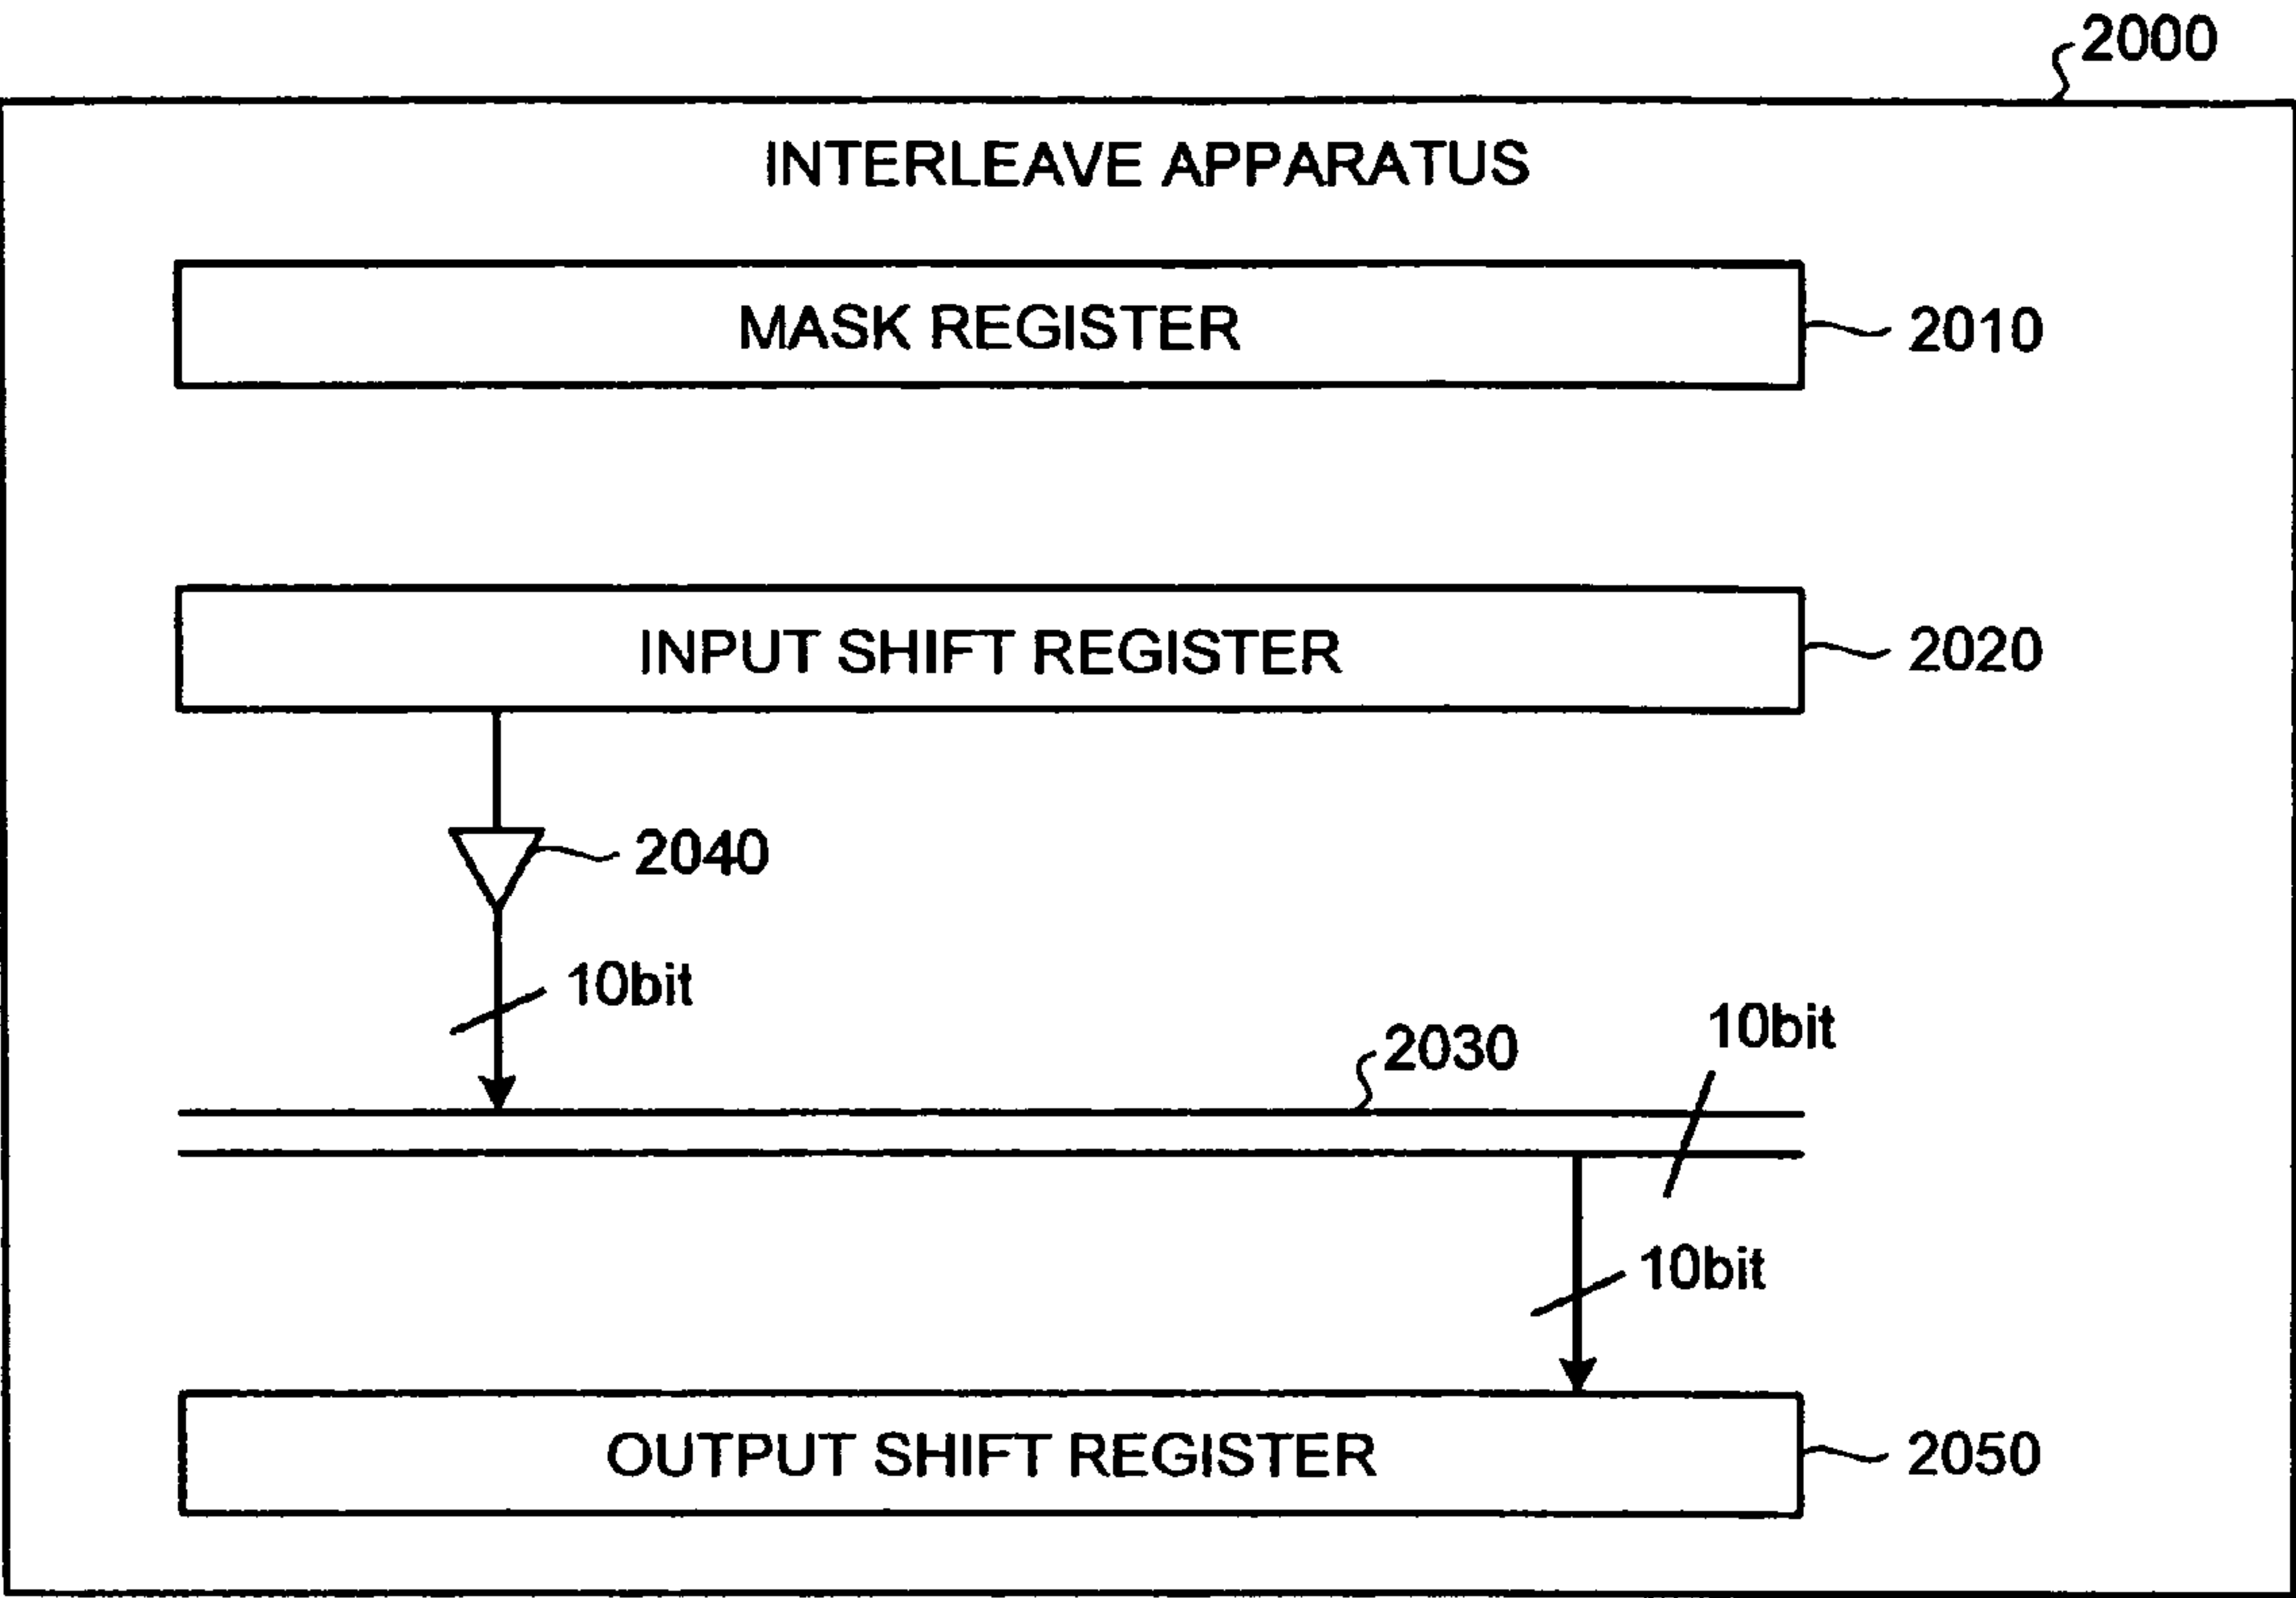 2000
INTERLEAVE APPARATUS
MASK REGISTER
2010
INPUT SHIFT REGISTER
2020
2040
10bit
2030
10bit
10bit
OUTPUT SHIFT REGISTER
2050